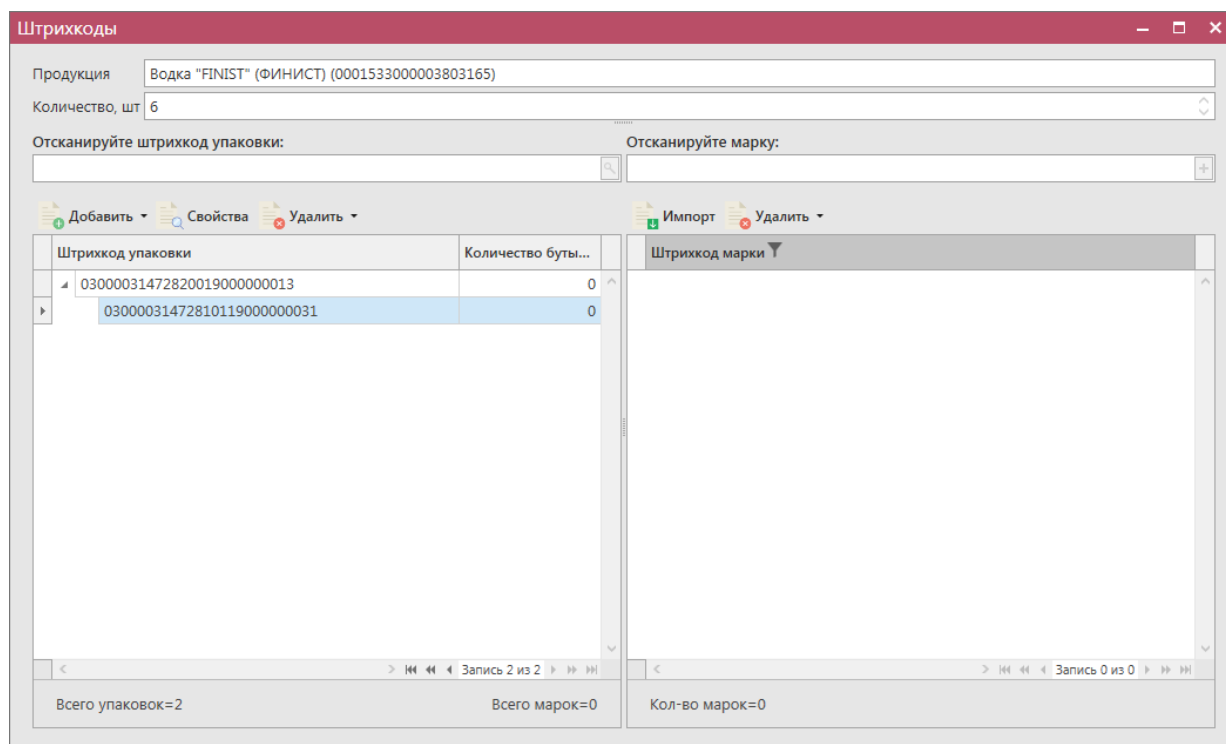 Штрихкоды
Продукция Водка "FINIST" (ФИНИСТ) (0001533000003803165)
Количество, шт 6
Отсканируйте штрихкод упаковки: Отсканируйте марку:
Добавить Свойства Удалить Импорт Удалить
Штрихкод упаковки Количество буты... Штрихкод марки
03000031472820019000000013 0
03000031472810119000000031 0
Запись 2 из 2 Запись 0 из 0
Всего упаковок=2 Всего марок=0 Кол-во марок=0